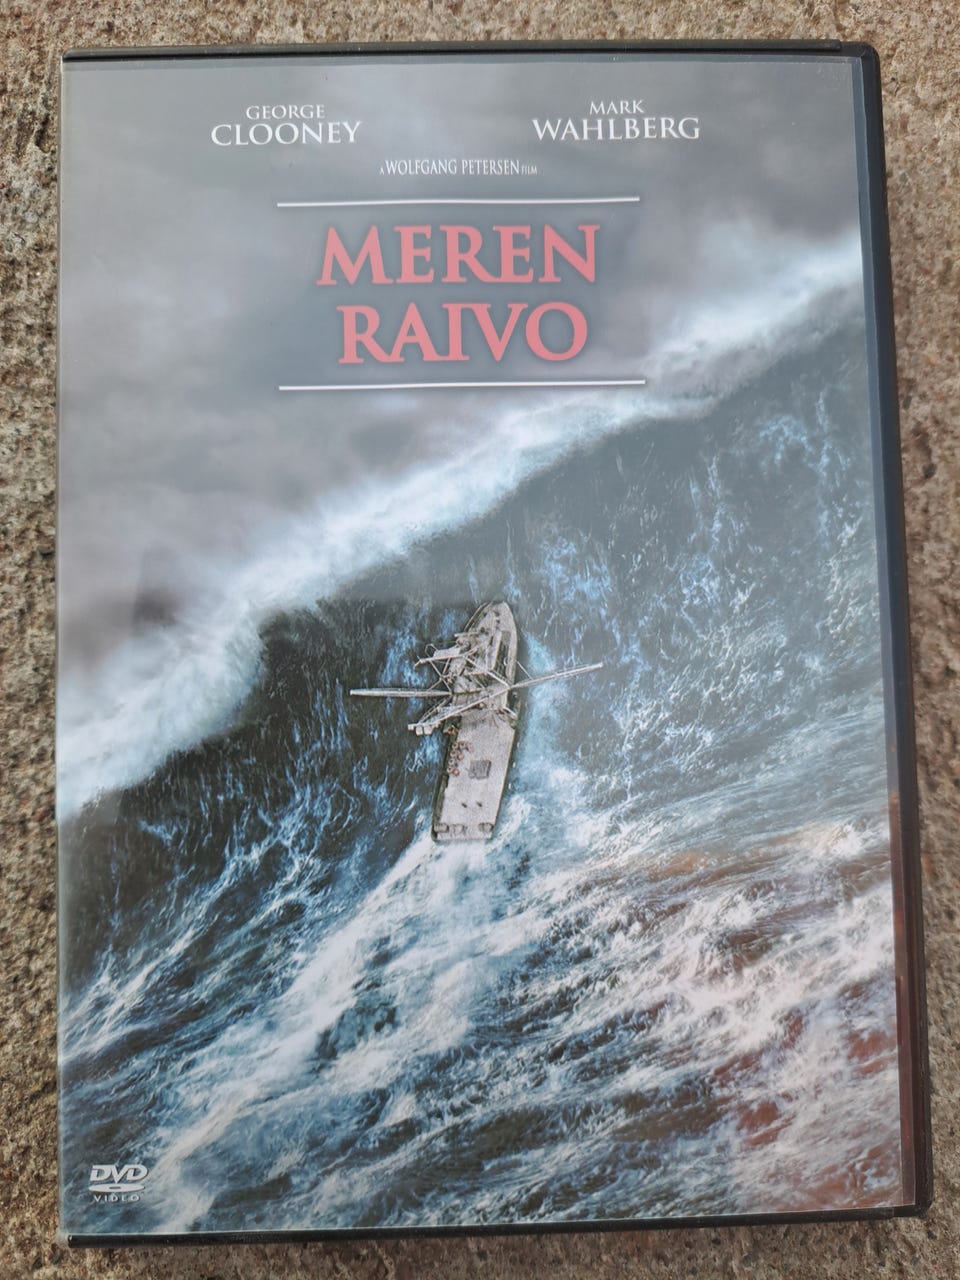 GEORGE
CLOONEY
MARK
WAHLBERG
A WOLFGANG PETERSEN FILM
MEREN
RAIVO
DVD
VIDEO